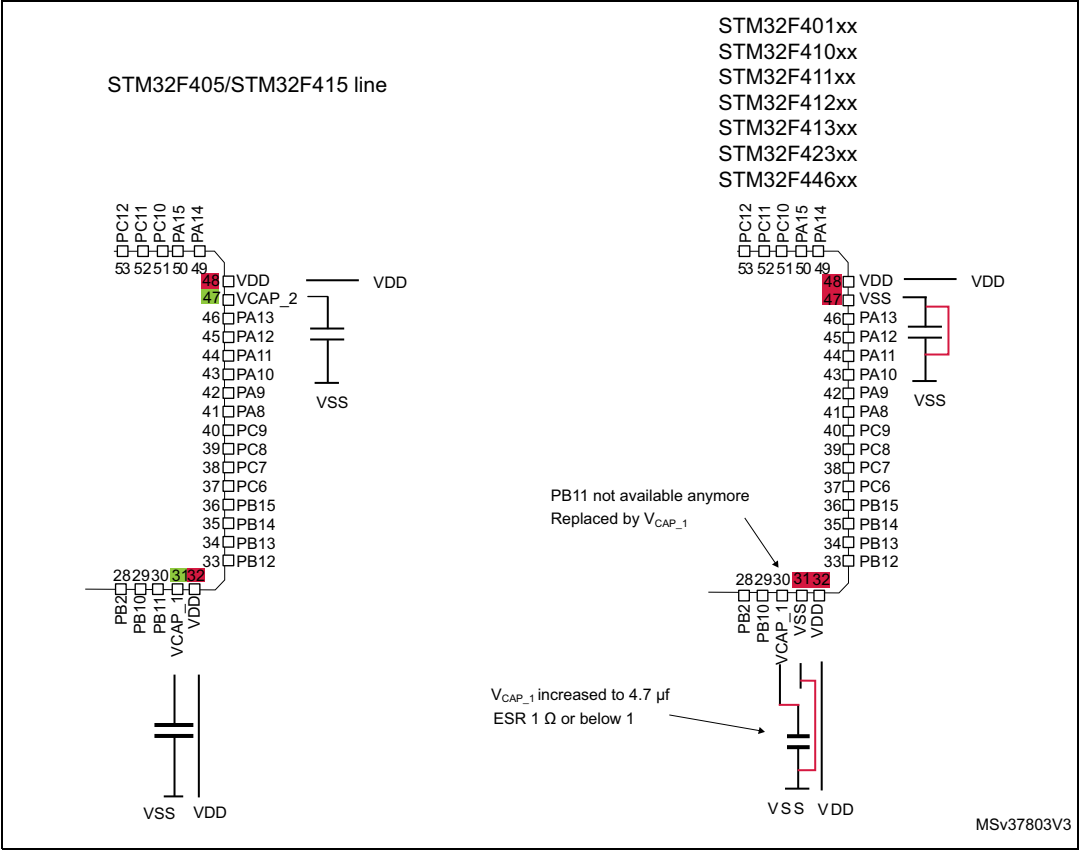 STM32F405/STM32F415 line
PC12
PC11
PC10
PA15
PA14
53 52 51 50 49
48 VDD
VDD
47 VCAP_2
46 PA13
45 PA12
44 PA11
43 PA10
42 PA9
41 PA8
40 PC9
39 PC8
38 PC7
37 PC6
36 PB15
35 PB14
34 PB13
33 PB12
VSS
28 29 30 31 32
PB2
PB10
PB11
VCAP_1
VDD
VSS VDD
STM32F401xx
STM32F410xx
STM32F411xx
STM32F412xx
STM32F413xx
STM32F423xx
STM32F446xx
PC12
PC11
PC10
PA15
PA14
53 52 51 50 49
48 VDD
VDD
47 VSS
46 PA13
45 PA12
44 PA11
43 PA10
42 PA9
41 PA8
40 PC9
39 PC8
38 PC7
37 PC6
36 PB15
35 PB14
34 PB13
33 PB12
VSS
PB11 not available anymore
Replaced by VCAP_1
28 29 30 31 32
PB2
PB10
VCAP_1
VSS
VDD
VCAP_1 increased to 4.7 µf
ESR 1 Ω or below 1
VSS VDD
MSv37803V3